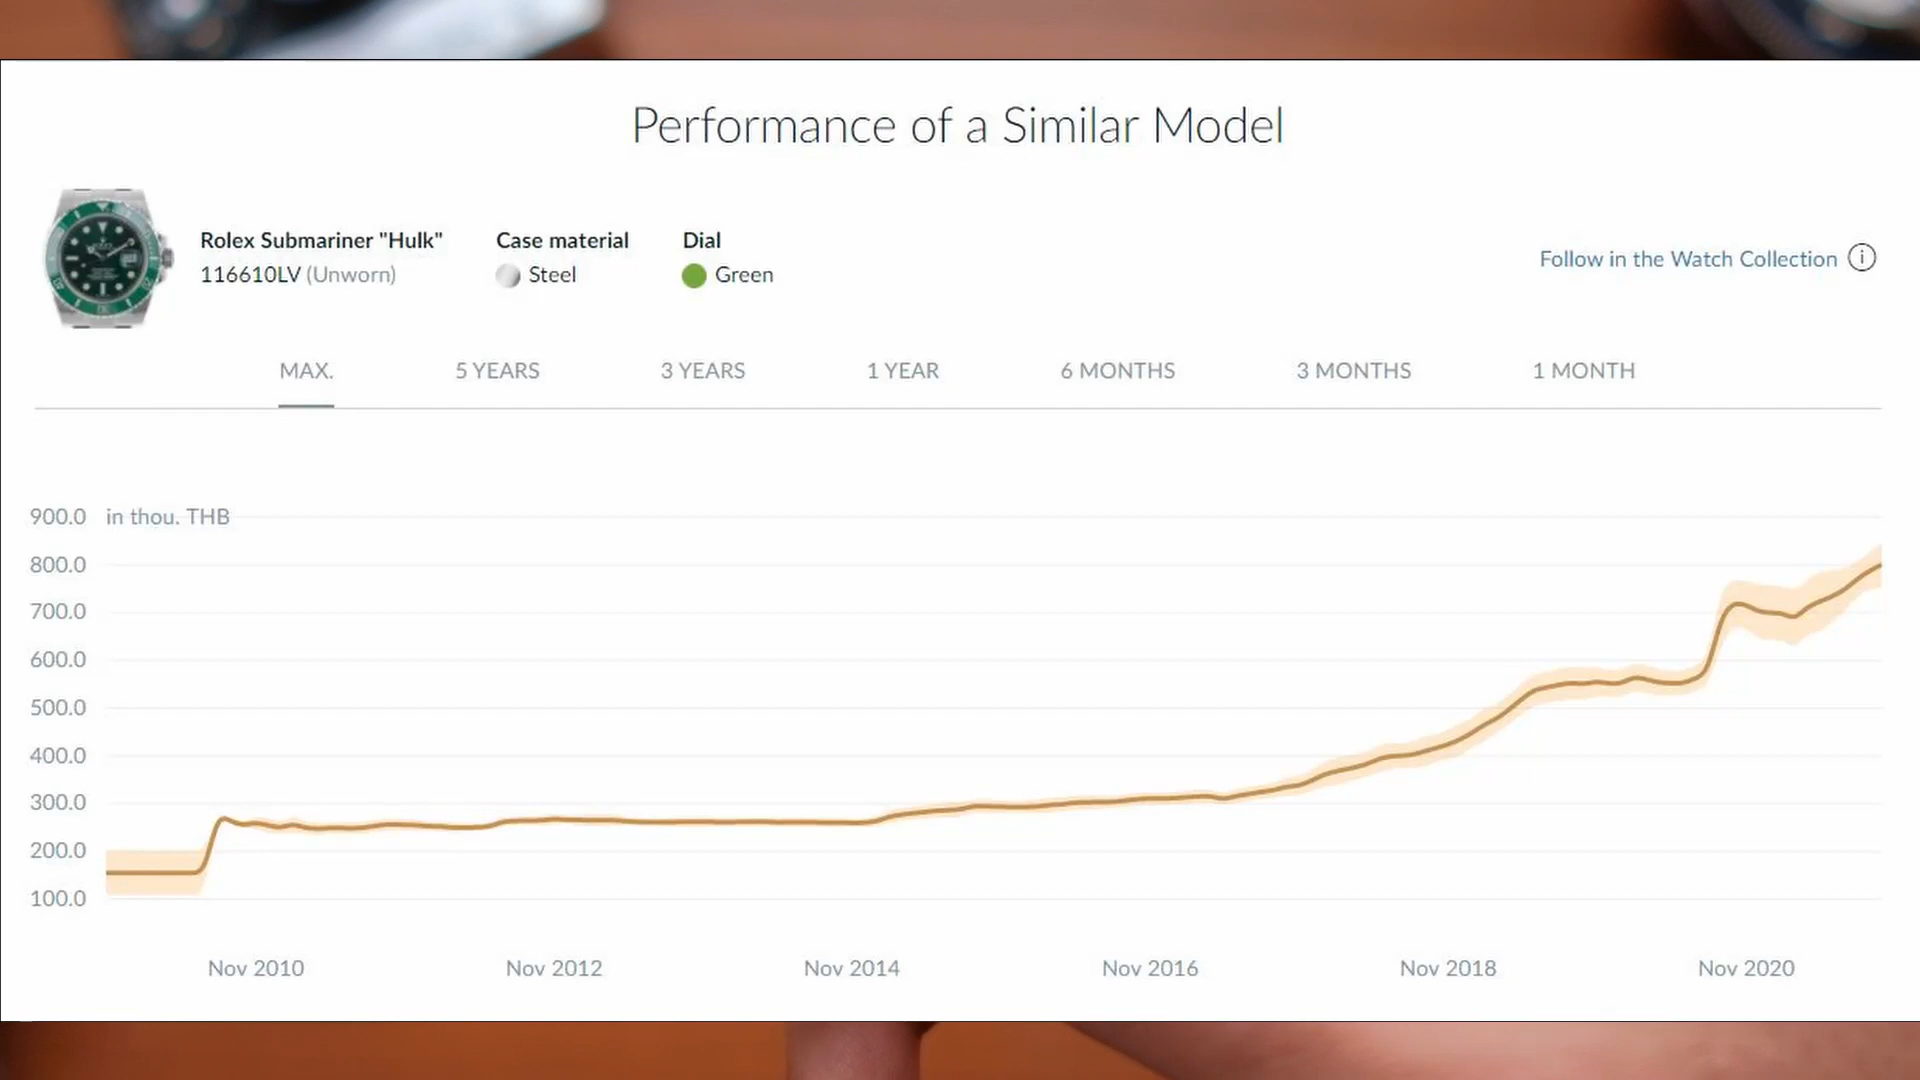 Performance of a Similar Model
Rolex Submariner "Hulk"
116610LV (Unworn)
Case material
Steel
Dial
Green
Follow in the Watch Collection i
MAX. 5 YEARS 3 YEARS 1 YEAR 6 MONTHS 3 MONTHS 1 MONTH
900.0 in thou. THB
800.0
700.0
600.0
500.0
400.0
300.0
200.0
100.0
Nov 2010 Nov 2012 Nov 2014 Nov 2016 Nov 2018 Nov 2020